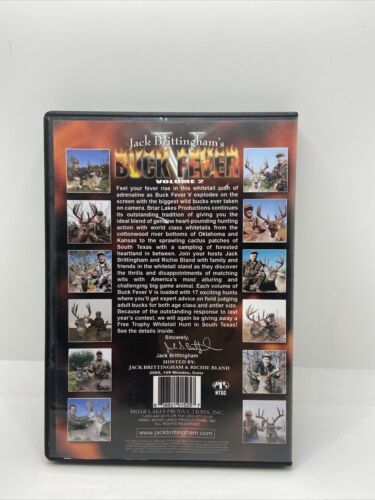 Jack Brittingham's
BUCK FEVER V
VOLUME 2
Feel your fever rise in this whitetail rush of
adrenaline as Buck Fever V explodes on the
screen with the biggest wild bucks ever taken
on camera. Briar Lakes Productions continues
its outstanding tradition of giving you the
ideal blend of genuine heart-pounding hunting
action with world class whitetails from the
cottonwood river bottoms of Oklahoma and
Kansas to the sprawling cactus patches of
South Texas with a sampling of forested
heartland in between. Join your hosts Jack
Brittingham and Richie Bland with family and
friends in the whitetail stand as they discover
the thrills and disappointments of matching
wits with America's most alluring and
challenging big game animal. Each volume of
Buck Fever V is loaded with 17 exciting hunts
where you'll get expert advice on field judging
adult bucks for both age class and antler size.
Because of the outstanding response to last
year's contest, we will again be giving away a
Free Trophy Whitetail Hunt in South Texas!
See the details inside.
Sincerely,
Jack Brittingham
HOSTED BY:
JACK BRITTINGHAM & RICHIE BLAND
2005, 109 Minutes, Color
NTSC
BRIAR LAKES PRODUCTIONS, INC.
ALL RIGHTS RESERVED
www.jackbrittingham.com